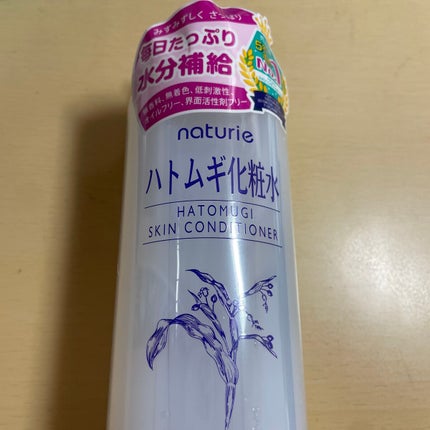 みずみずしく さっぱり
毎日たっぷり
水分補給
無香料、無着色、低刺激性、
オイルフリー、界面活性剤フリー
No.1
naturie
ハトムギ化粧水
HATOMUGI
SKIN CONDITIONER